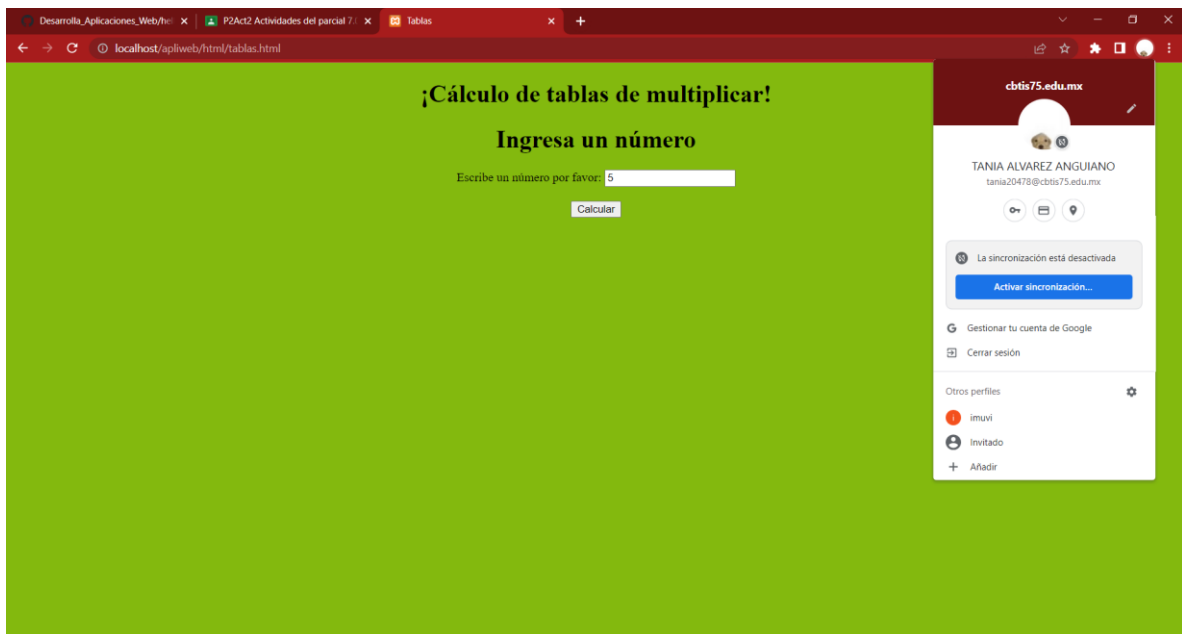 Desarrolla_Aplicaciones_Web/hel
P2Act2 Actividades del parcial 7.
Tablas
localhost/apliweb/html/tablas.html
¡Cálculo de tablas de multiplicar!
Ingresa un número
Escribe un número por favor: 5
Calcular
cbtis75.edu.mx
TANIA ALVAREZ ANGUIANO
tania20478@cbtis75.edu.mx
La sincronización está desactivada
Activar sincronización...
G Gestionar tu cuenta de Google
Cerrar sesión
Otros perfiles
i imuvi
Invitado
Añadir